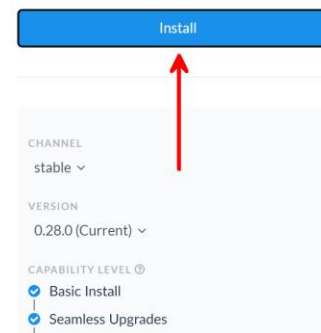 Install
CHANNEL
stable
VERSION
0.28.0 (Current)
CAPABILITY LEVEL
Basic Install
Seamless Upgrades